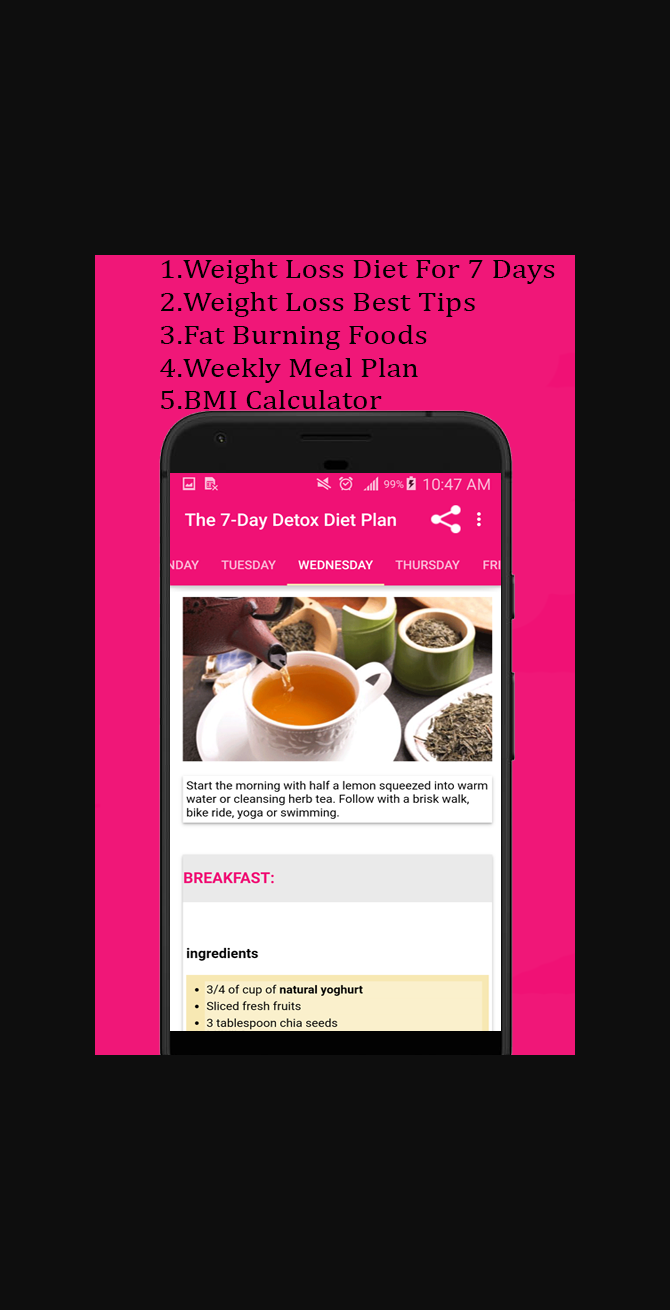 1.Weight Loss Diet For 7 Days
2.Weight Loss Best Tips
3.Fat Burning Foods
4.Weekly Meal Plan
5.BMI Calculator
99% 10:47 AM
The 7-Day Detox Diet Plan
NDAY TUESDAY WEDNESDAY THURSDAY FRI
Start the morning with half a lemon squeezed into warm
water or cleansing herb tea. Follow with a brisk walk,
bike ride, yoga or swimming.
BREAKFAST:
ingredients
• 3/4 of cup of natural yoghurt
• Sliced fresh fruits
• 3 tablespoon chia seeds